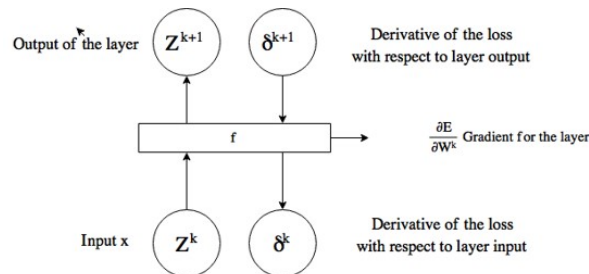 Output of the layer
Z^{k+1}
δ^{k+1}
Derivative of the loss
with respect to layer output
f
∂E
∂W^k
Gradient f or the layer
Input x
Z^k
δ^k
Derivative of the loss
with respect to layer input